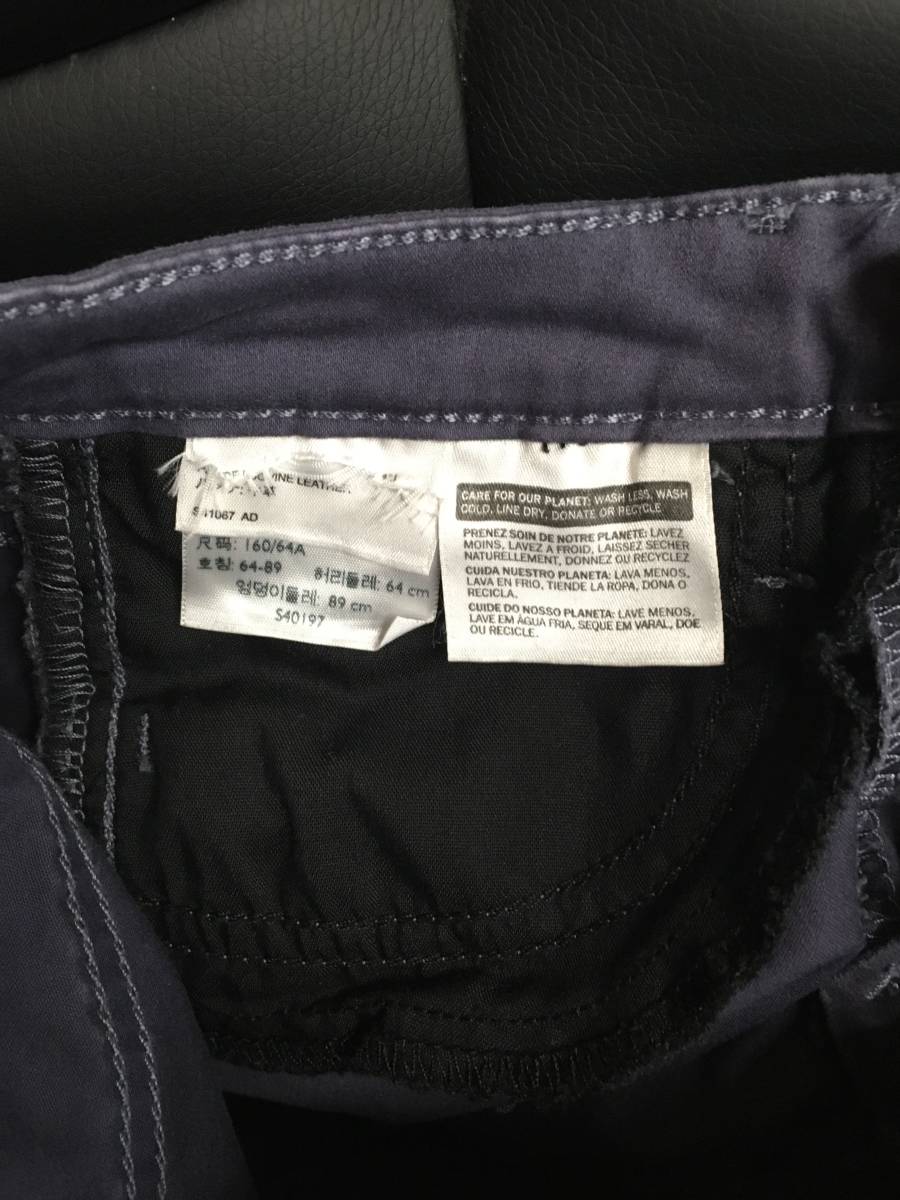 LEATHER
S41067 AD
尺码: 160/64A
호칭: 64-89 허리둘레: 64 cm
엉덩이둘레: 89 cm
S40197
CARE FOR OUR PLANET: WASH LESS, WASH
COLD, LINE DRY, DONATE OR RECYCLE
PRENEZ SOIN DE NOTRE PLANETE: LAVEZ
MOINS, LAVEZ A FROID, LAISSEZ SECHER
NATURELLEMENT, DONNEZ OU RECYCLEZ
CUIDA NUESTRO PLANETA: LAVA MENOS,
LAVA EN FRIO, TIENDE LA ROPA, DONA O
RECICLA.
CUIDE DO NOSSO PLANETA: LAVE MENOS,
LAVE EM ÁGUA FRIA, SEQUE EM VARAL, DOE
OU RECICLE.